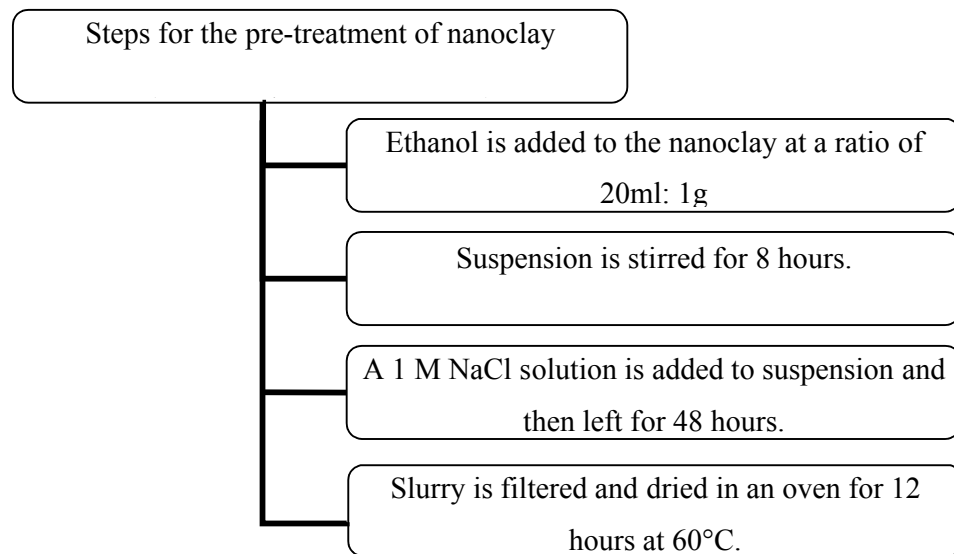 Steps for the pre-treatment of nanoclay
Ethanol is added to the nanoclay at a ratio of
20ml: 1g
Suspension is stirred for 8 hours.
A 1 M NaCl solution is added to suspension and
then left for 48 hours.
Slurry is filtered and dried in an oven for 12
hours at 60°C.